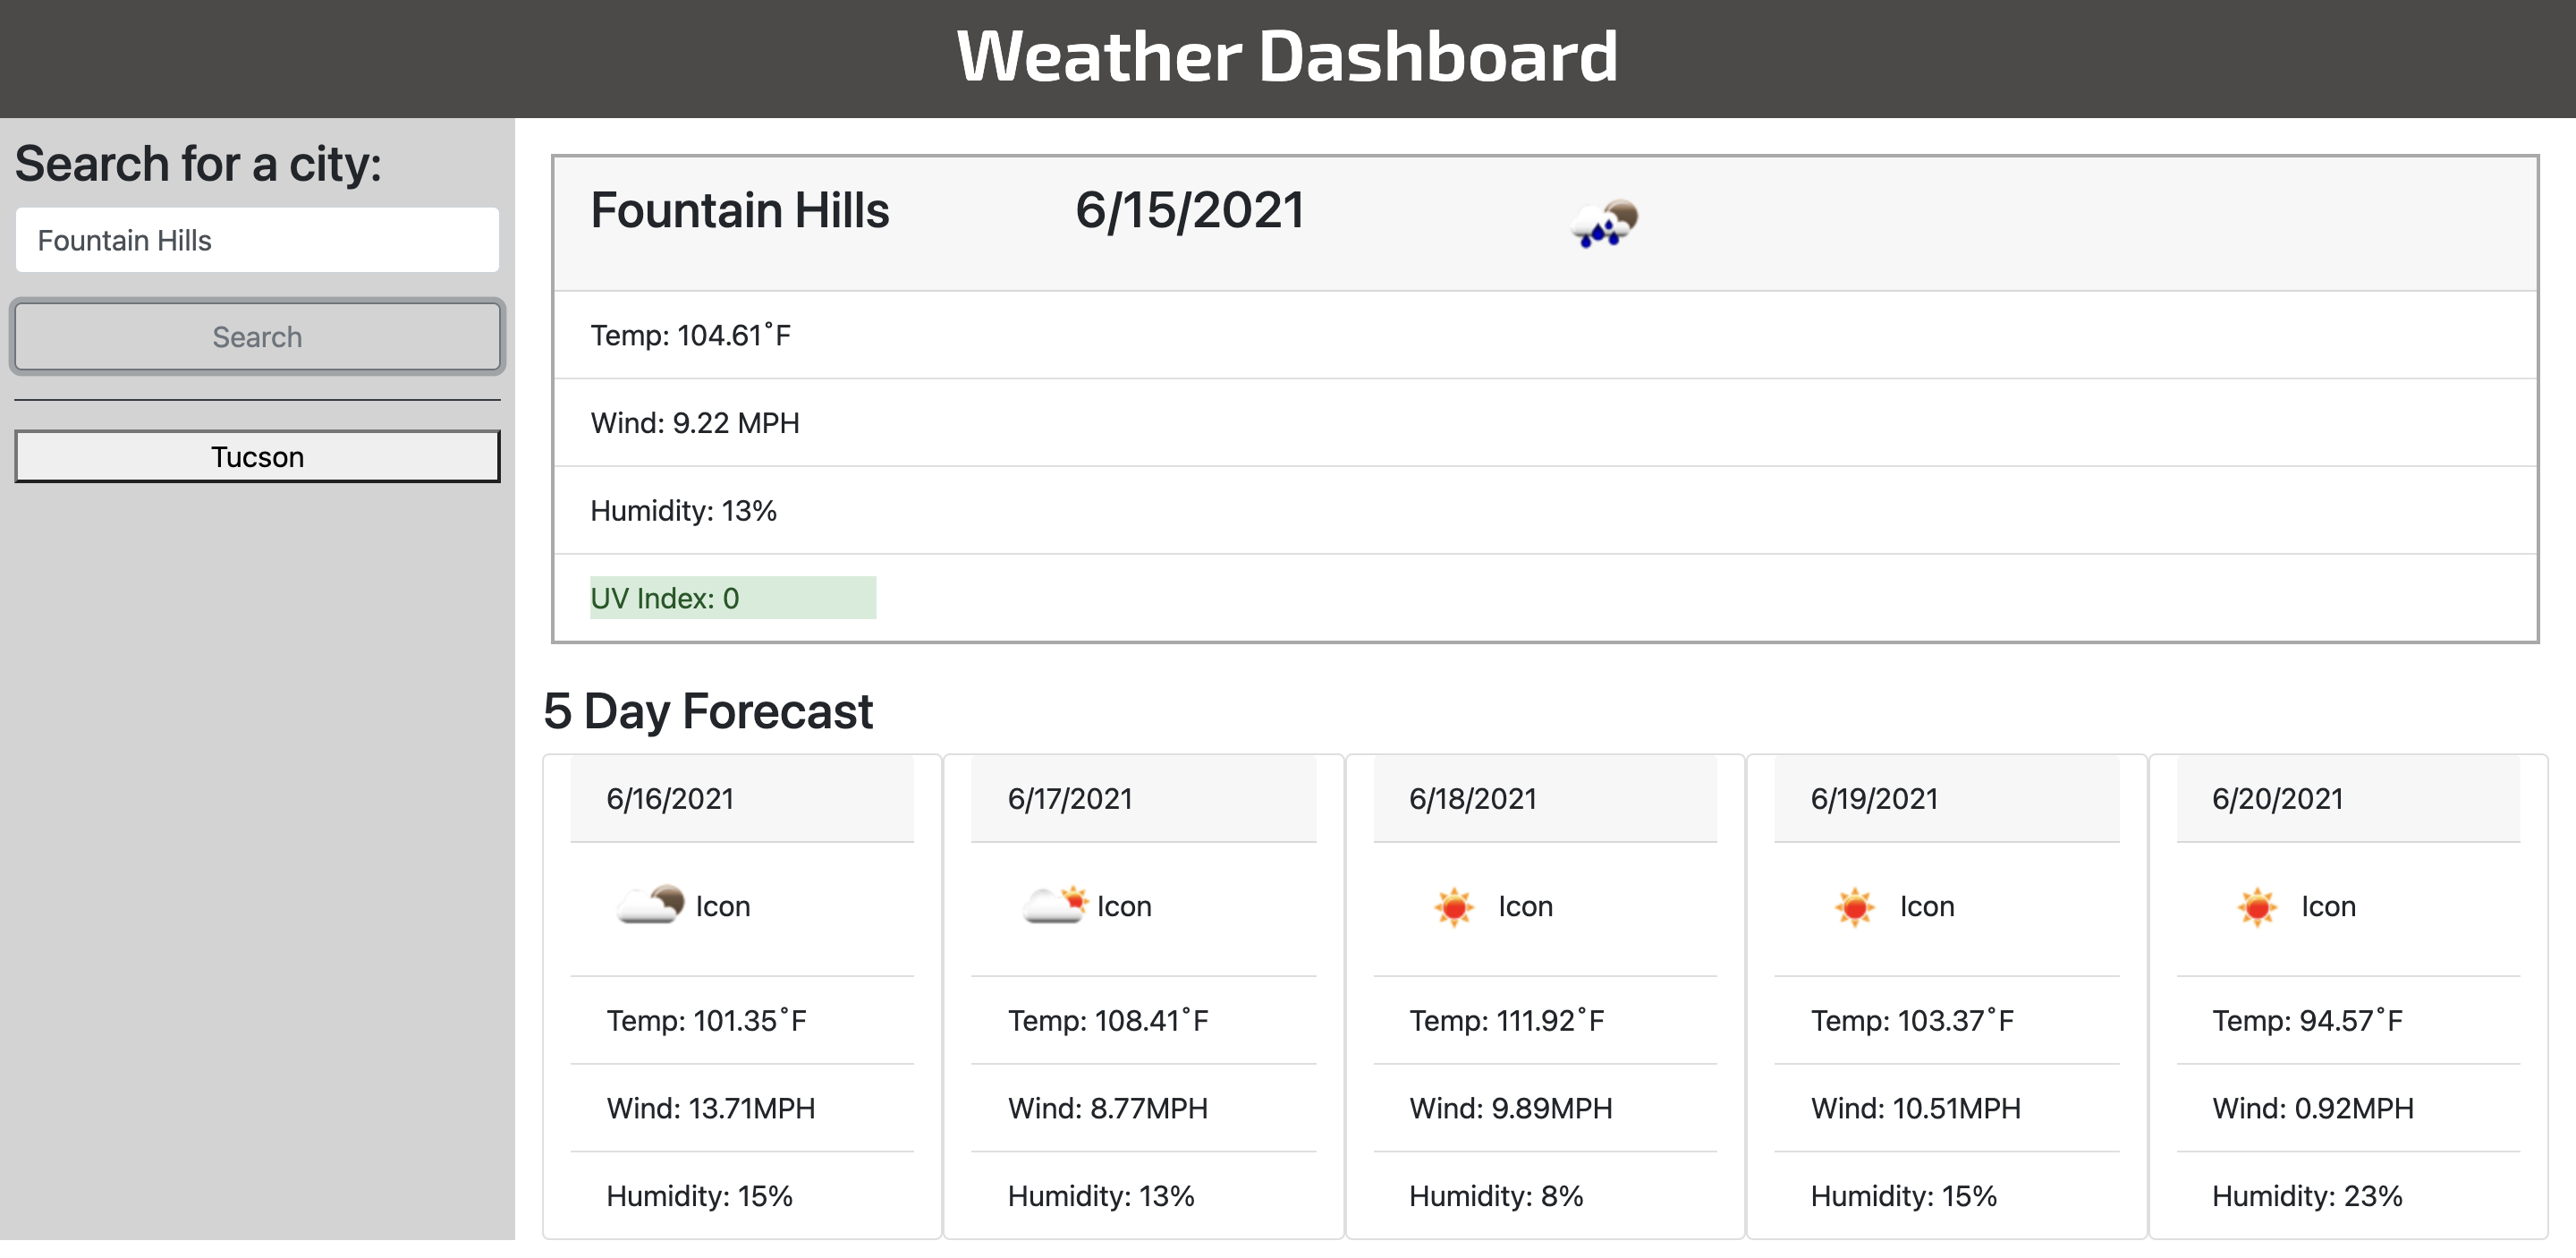 Weather Dashboard
Search for a city:
Fountain Hills
Search
Tucson
Fountain Hills 6/15/2021
Temp: 104.61˚F
Wind: 9.22 MPH
Humidity: 13%
UV Index: 0
5 Day Forecast
6/16/2021
Icon
Temp: 101.35˚F
Wind: 13.71MPH
Humidity: 15%
6/17/2021
Icon
Temp: 108.41˚F
Wind: 8.77MPH
Humidity: 13%
6/18/2021
Icon
Temp: 111.92˚F
Wind: 9.89MPH
Humidity: 8%
6/19/2021
Icon
Temp: 103.37˚F
Wind: 10.51MPH
Humidity: 15%
6/20/2021
Icon
Temp: 94.57˚F
Wind: 0.92MPH
Humidity: 23%